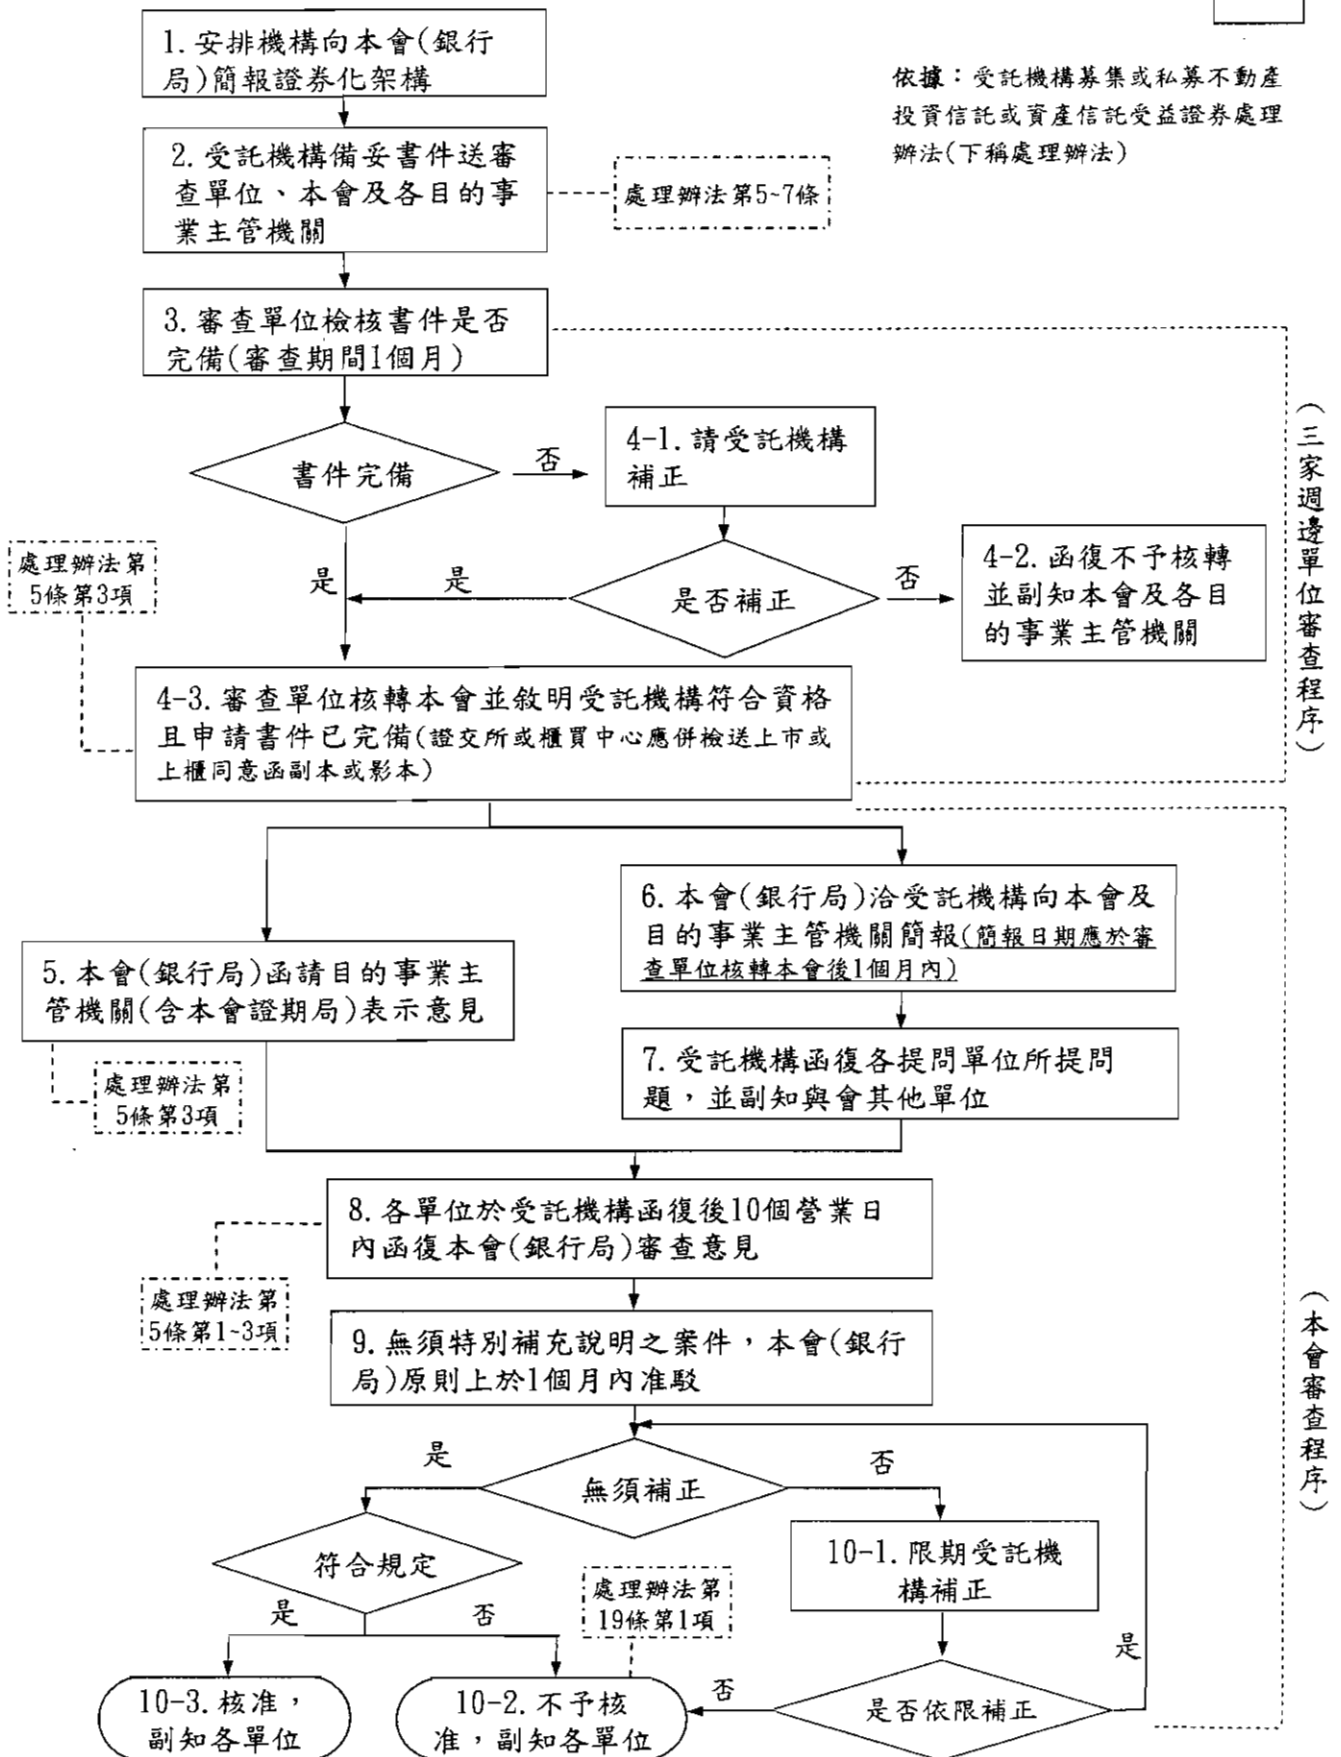 1.安排機構向本會(銀行
局)簡報證券化架構
依據：受託機構募集或私募不動產
投資信託或資產信託受益證券處理
辦法(下稱處理辦法)
2.受託機構備妥書件送審
查單位、本會及各目的事
業主管機關
處理辦法第5~7條
3.審查單位檢核書件是否
完備(審查期間1個月)
書件完備
否
4-1.請受託機構
補正
（三家週邊單位審查程序）
處理辦法第
5條第3項
是
是
是否補正
否
4-2.函復不予核轉
並副知本會及各目
的事業主管機關
4-3.審查單位核轉本會並敘明受託機構符合資格
且申請書件已完備(證交所或櫃買中心應併檢送上市或
上櫃同意函副本或影本)
6.本會(銀行局)洽受託機構向本會及
目的事業主管機關簡報(簡報日期應於審
查單位核轉本會後1個月內)
5.本會(銀行局)函請目的事業主
管機關(含本會證期局)表示意見
處理辦法第
5條第3項
7.受託機構函復各提問單位所提問
題，並副知與會其他單位
8.各單位於受託機構函復後10個營業日
內函復本會(銀行局)審查意見
處理辦法第
5條第1~3項
9.無須特別補充說明之案件，本會(銀行
局)原則上於1個月內准駁
（本會審查程序）
是
無須補正
否
符合規定
10-1.限期受託機
構補正
處理辦法第
19條第1項
是
否
是
10-3.核准，
副知各單位
10-2.不予核
准，副知各單位
否
是否依限補正